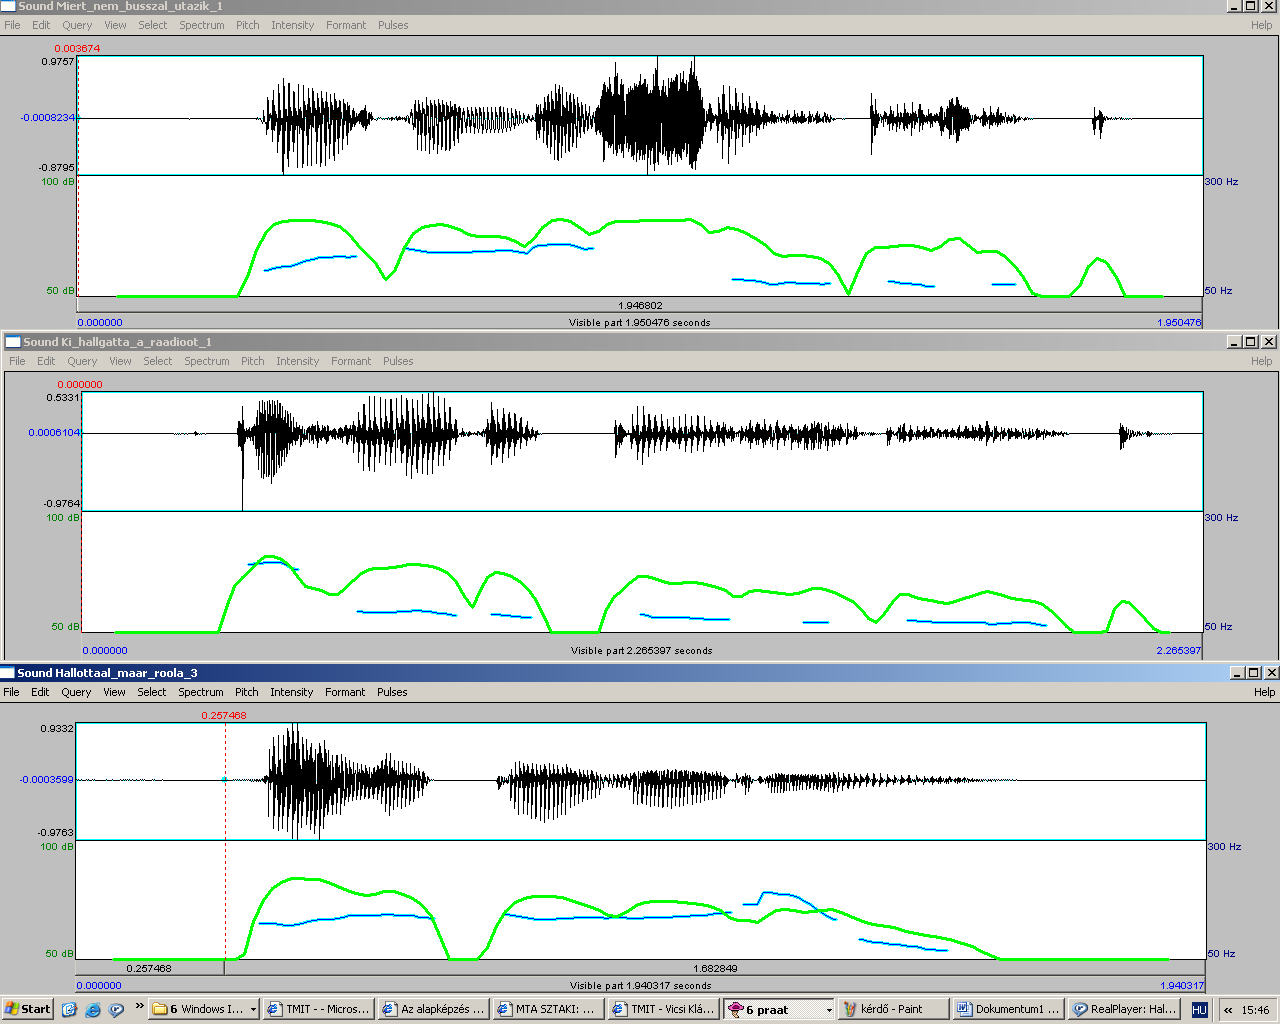 Sound Miert_nem_busszal_utazik_1
File Edit Query View Select Spectrum Pitch Intensity Formant Pulses Help
0.003674
0.9757
-0.0008234
-0.8795
100 dB 300 Hz
50 dB 50 Hz
1.946802
0.000000 Visible part 1.950476 seconds 1.950476
Sound Ki_hallgatta_a_raadioot_1
File Edit Query View Select Spectrum Pitch Intensity Formant Pulses Help
0.000000
0.5331
0.0006104
-0.9764
100 dB 300 Hz
50 dB 50 Hz
0.000000 Visible part 2.265397 seconds 2.265397
Sound Hallottaal_maar_roola_3
File Edit Query View Select Spectrum Pitch Intensity Formant Pulses Help
0.257468
0.9332
-0.0003599
-0.9763
100 dB 300 Hz
50 dB 50 Hz
0.257468 1.682849
0.000000 Visible part 1.940317 seconds 1.940317
Start » 6 Windows I... TMIT - - Micros... Az alapképzés ... MTA SZTAKI: ... TMIT - Vicsi Klá... 6 praat kérdő - Paint Dokumentum1 ... RealPlayer: Hal... HU « 15:46